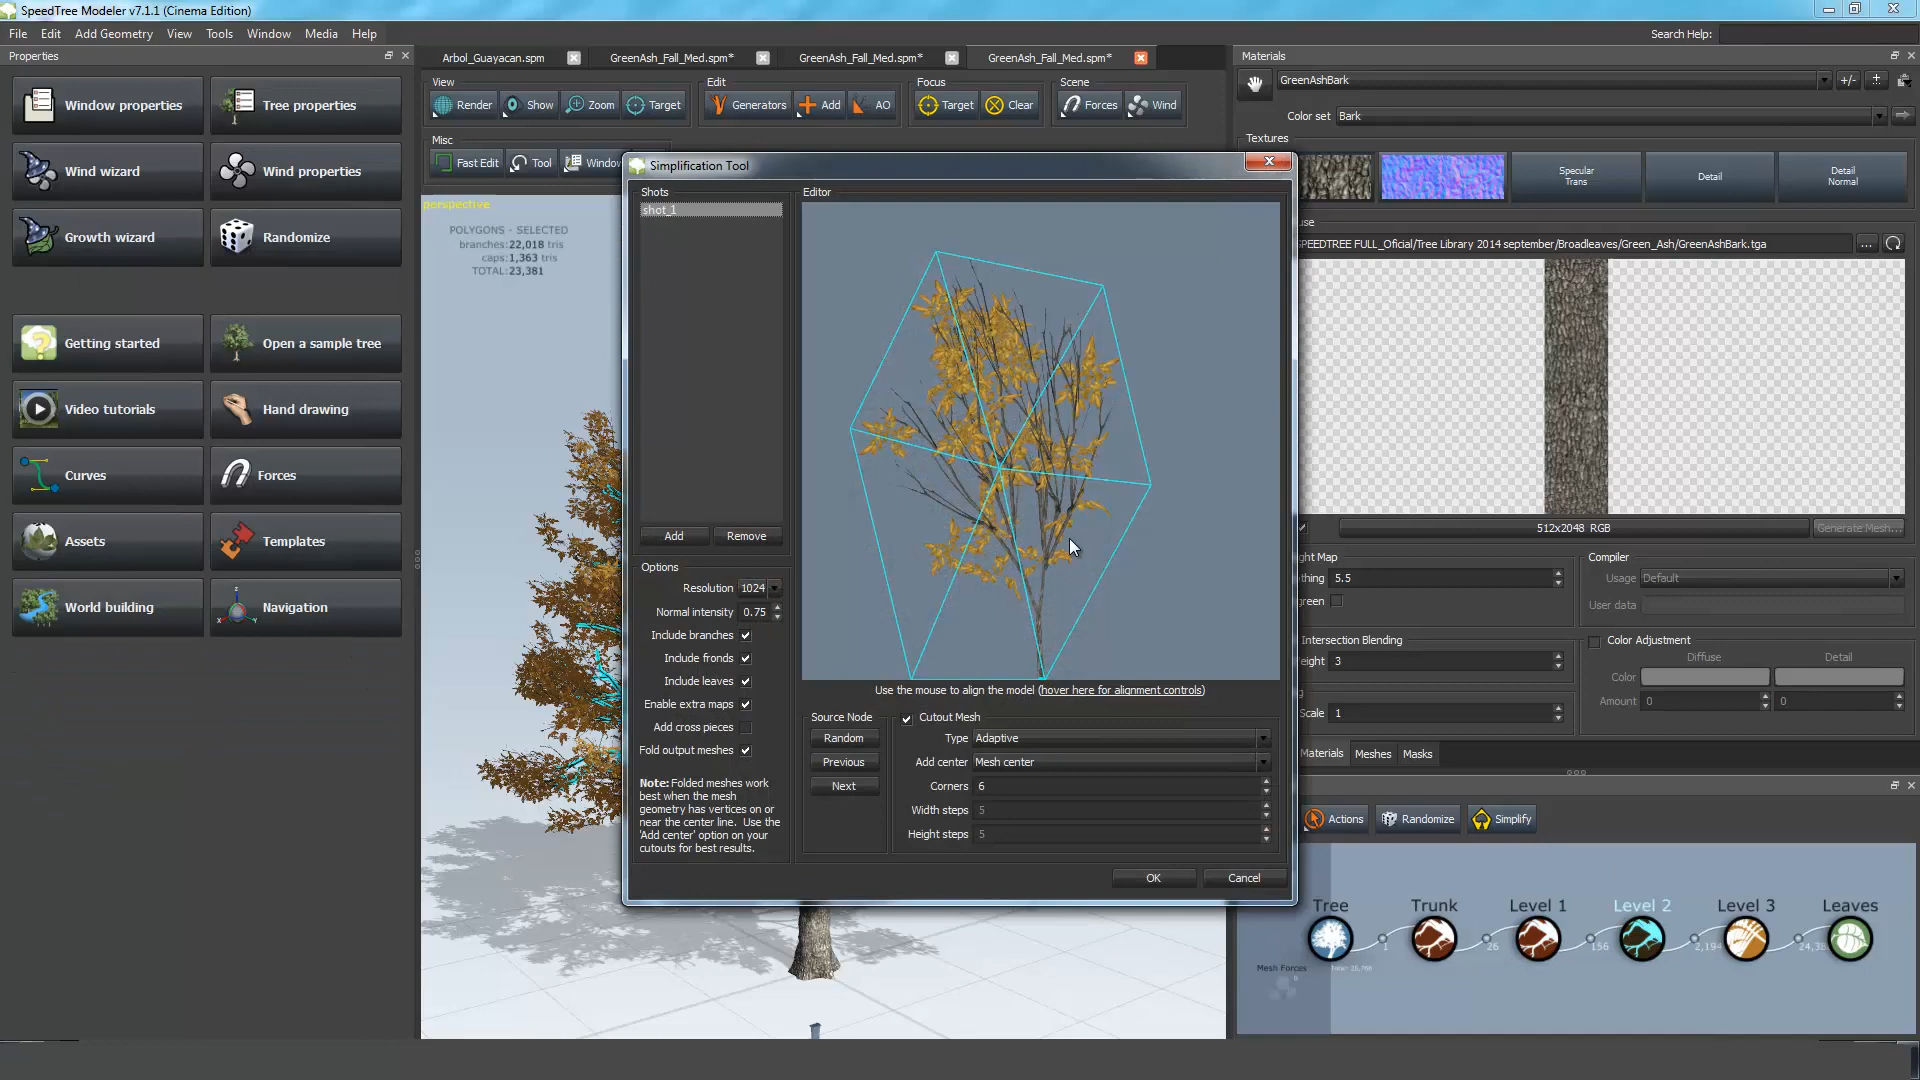 SpeedTree Modeler v7.1.1 (Cinema Edition)
File Edit Add Geometry View Tools Window Media Help
Search Help:
Properties
Window properties
Tree properties
Wind wizard
Wind properties
Growth wizard
Randomize
Getting started
Open a sample tree
Video tutorials
Hand drawing
Curves
Forces
Assets
Templates
World building
Navigation
Arbol_Guayacan.spm
GreenAsh_Fall_Med.spm*
GreenAsh_Fall_Med.spm*
GreenAsh_Fall_Med.spm*
View
Render Show Zoom Target
Edit
Generators Add AO
Focus
Target Clear
Scene
Forces Wind
Misc
Fast Edit Tool Window
perspective
POLYGONS - SELECTED
branches:22,018 tris
caps:1,363 tris
TOTAL:23,381
Simplification Tool
Shots
shot_1
Add Remove
Options
Resolution 1024
Normal intensity 0.75
Include branches
Include fronds
Include leaves
Enable extra maps
Add cross pieces
Fold output meshes
Note: Folded meshes work
best when the mesh
geometry has vertices on or
near the center line. Use the
'Add center' option on your
cutouts for best results.
Editor
Use the mouse to align the model (hover here for alignment controls)
Source Node
Random
Previous
Next
Cutout Mesh
Type Adaptive
Add center Mesh center
Corners 6
Width steps 5
Height steps 5
OK Cancel
Materials
GreenAshBark
+/- +
Color set Bark
Textures
Specular
Trans
Detail
Detail
Normal
use
SPEEDTREE FULL_Oficial/Tree Library 2014 september/Broadleaves/Green_Ash/GreenAshBark.tga
...
512x2048 RGB
Generate Mesh...
ght Map
thing 5.5
green
Compiler
Usage Default
User data
Intersection Blending
eight 3
Scale 1
Color Adjustment
Diffuse Detail
Color
Amount 0 0
Materials Meshes Masks
Actions Randomize Simplify
Tree Trunk Level 1 Level 2 Level 3 Leaves
1 26 156 2,194 24,38
Mesh Forces